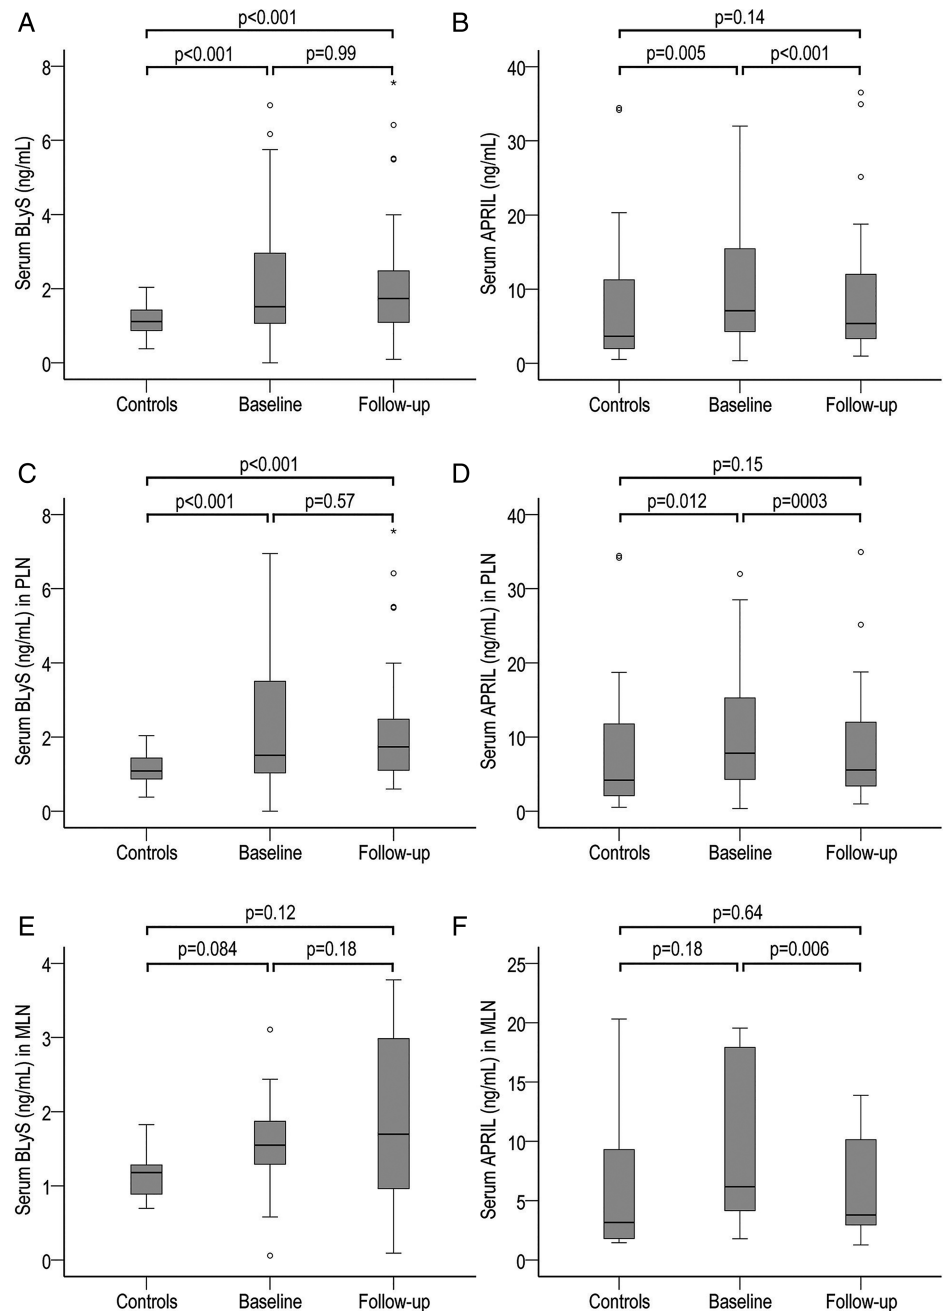 A
p<0.001
p<0.001
p=0.99
8
6
4
2
0
Serum BLyS (ng/mL)
Controls
Baseline
Follow-up
*
B
p=0.14
p=0.005
p<0.001
40
30
20
10
0
Serum APRIL (ng/mL)
Controls
Baseline
Follow-up
C
p<0.001
p<0.001
p=0.57
8
6
4
2
0
Serum BLyS (ng/mL) in PLN
Controls
Baseline
Follow-up
*
D
p=0.15
p=0.012
p=0003
40
30
20
10
0
Serum APRIL (ng/mL) in PLN
Controls
Baseline
Follow-up
E
p=0.12
p=0.084
p=0.18
4
3
2
1
0
Serum BLyS (ng/mL) in MLN
Controls
Baseline
Follow-up
F
p=0.64
p=0.18
p=0.006
25
20
15
10
5
0
Serum APRIL (ng/mL) in MLN
Controls
Baseline
Follow-up